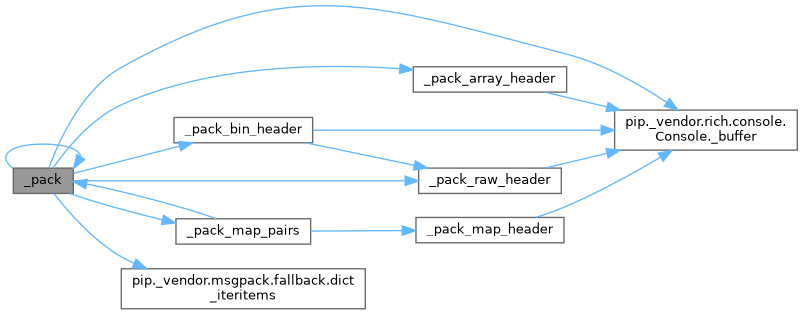 _pack
_pack_array_header
pip._vendor.rich.console.
Console._buffer
_pack_bin_header
_pack_raw_header
_pack_map_pairs
_pack_map_header
pip._vendor.msgpack.fallback.dict
_iteritems